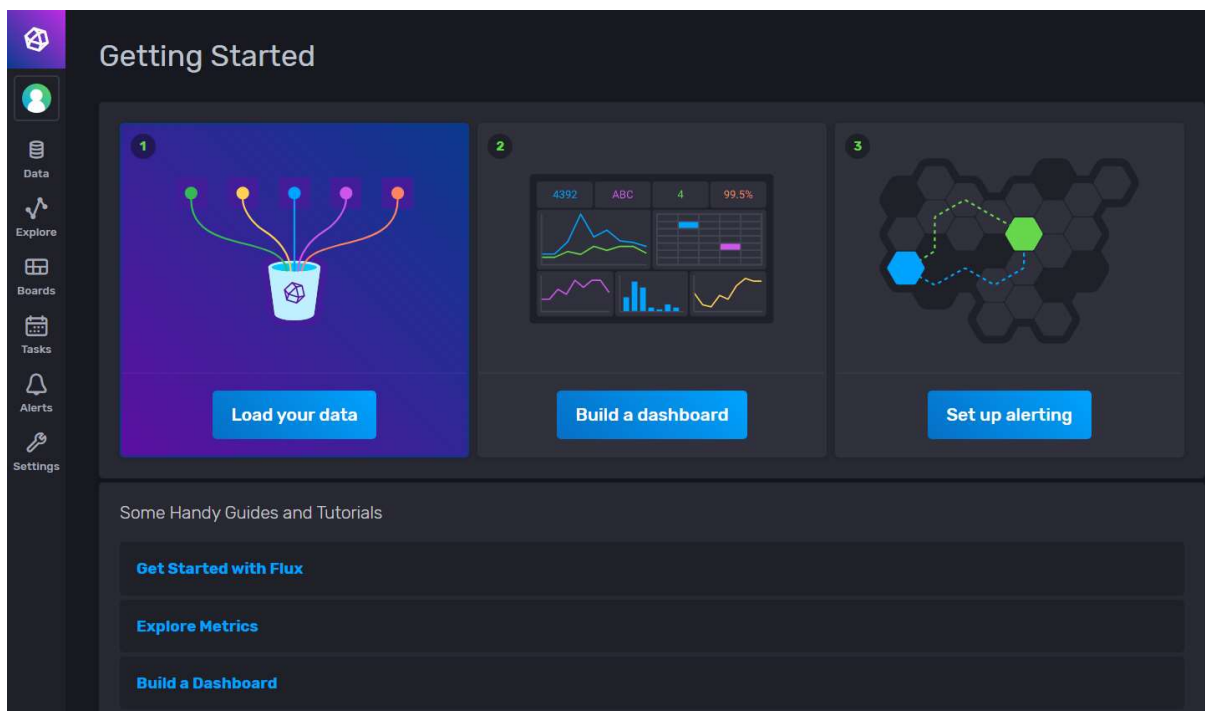 Getting Started
Data
Explore
Boards
Tasks
Alerts
Settings
1
Load your data
2
4392 ABC 4 99.5%
Build a dashboard
3
Set up alerting
Some Handy Guides and Tutorials
Get Started with Flux
Explore Metrics
Build a Dashboard